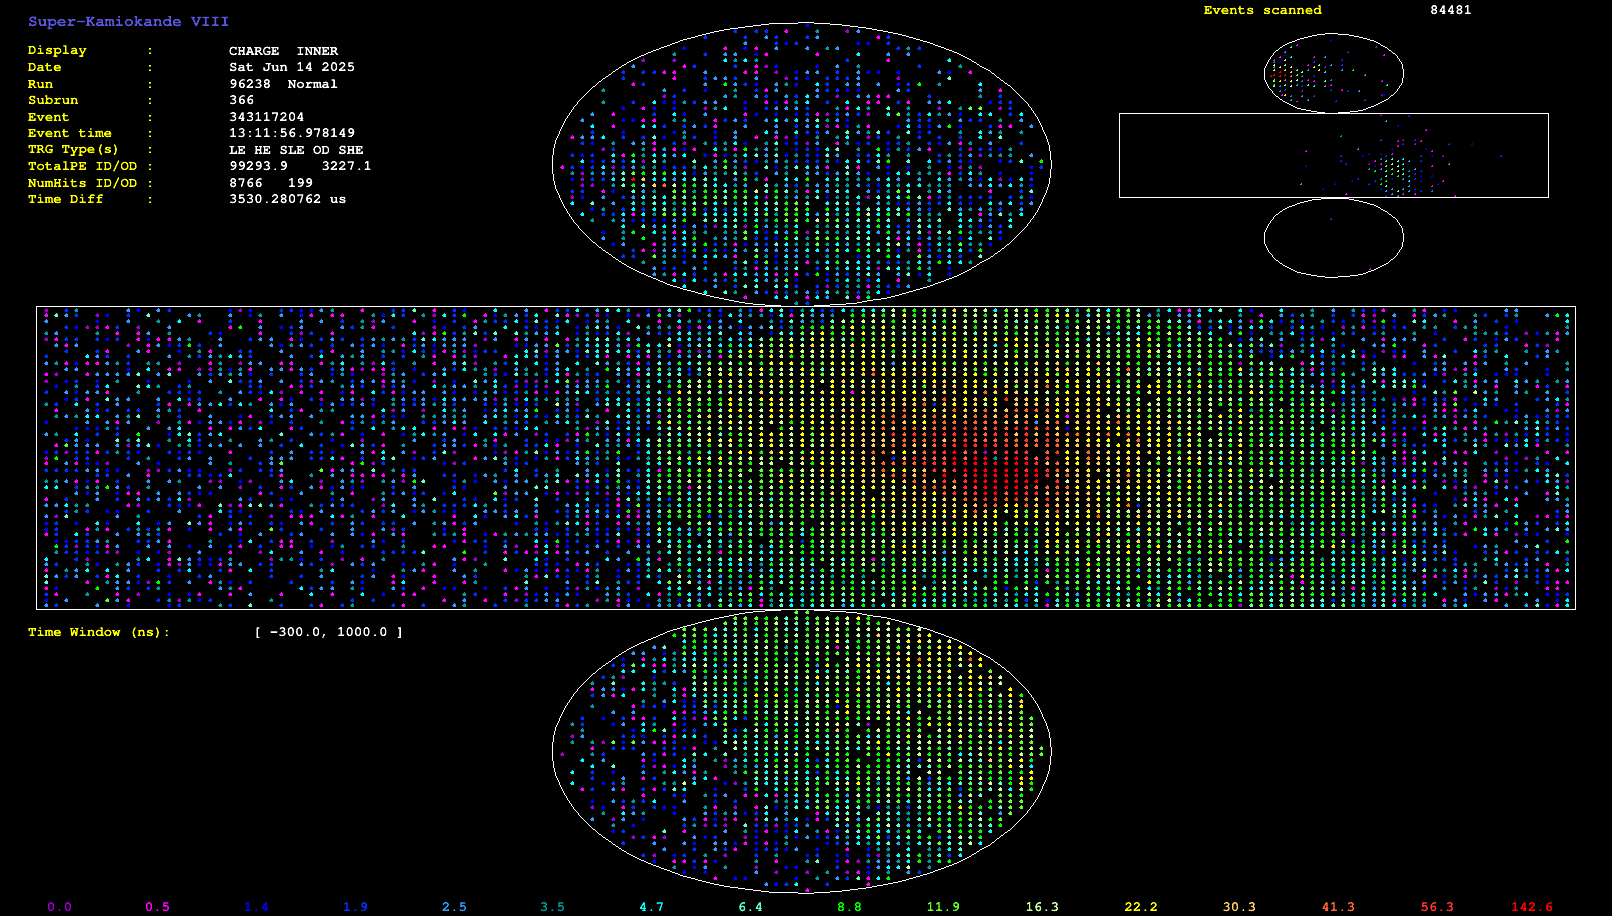 Super-Kamiokande VIII
Events scanned 84481
Display : CHARGE INNER
Date : Sat Jun 14 2025
Run : 96238 Normal
Subrun : 366
Event : 343117204
Event time : 13:11:56.978149
TRG Type(s) : LE HE SLE OD SHE
TotalPE ID/OD : 99293.9 3227.1
NumHits ID/OD : 8766 199
Time Diff : 3530.280762 us
Time Window (ns): [ -300.0, 1000.0 ]
0.0 0.5 1.4 1.9 2.5 3.5 4.7 6.4 8.8 11.9 16.3 22.2 30.3 41.3 56.3 142.6